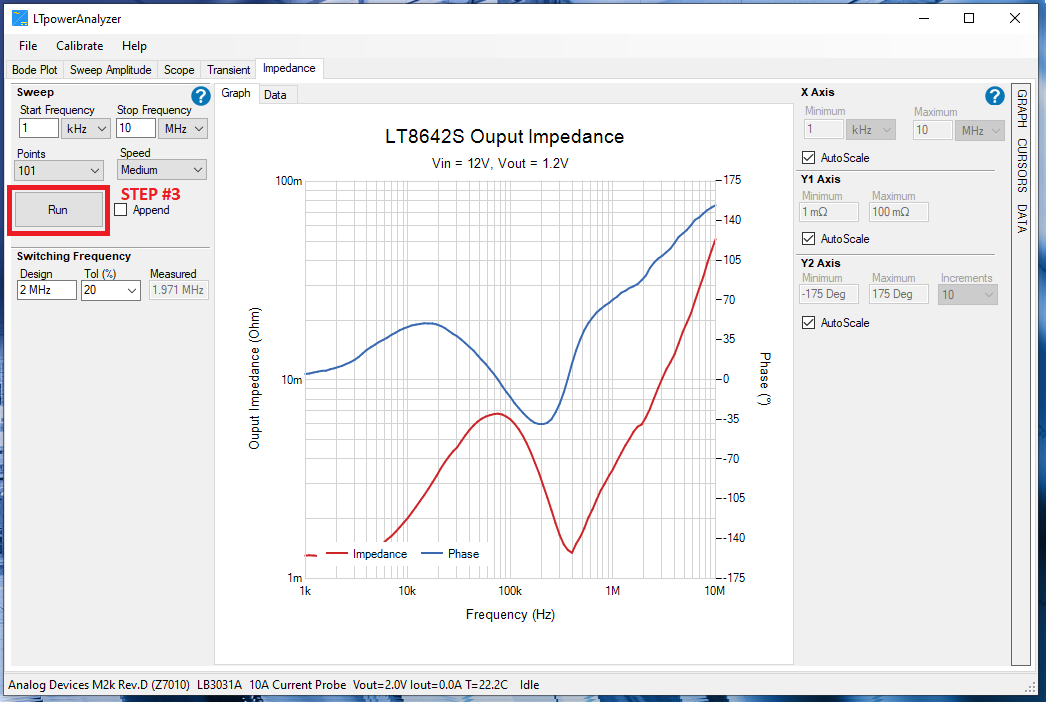 LTpowerAnalyzer
File Calibrate Help
Bode Plot Sweep Amplitude Scope Transient Impedance
Sweep
?
Start Frequency Stop Frequency
1 kHz 10 MHz
Points Speed
101 Medium
STEP #3
Run
Append
Switching Frequency
Design Tol (%) Measured
2 MHz 20 1.971 MHz
Graph Data
LT8642S Ouput Impedance
Vin = 12V, Vout = 1.2V
Ouput Impedance (Ohm)
100m
10m
1m
175
140
105
70
35
0
-35
-70
-105
-140
-175
Phase (°)
Impedance Phase
1k 10k 100k 1M 10M
Frequency (Hz)
X Axis
?
Minimum Maximum
1 kHz 10 MHz
AutoScale
Y1 Axis
Minimum Maximum
1 mΩ 100 mΩ
AutoScale
Y2 Axis
Minimum Maximum Increments
-175 Deg 175 Deg 10
AutoScale
GRAPH CURSORS DATA
Analog Devices M2k Rev.D (Z7010) LB3031A 10A Current Probe Vout=2.0V Iout=0.0A T=22.2C Idle